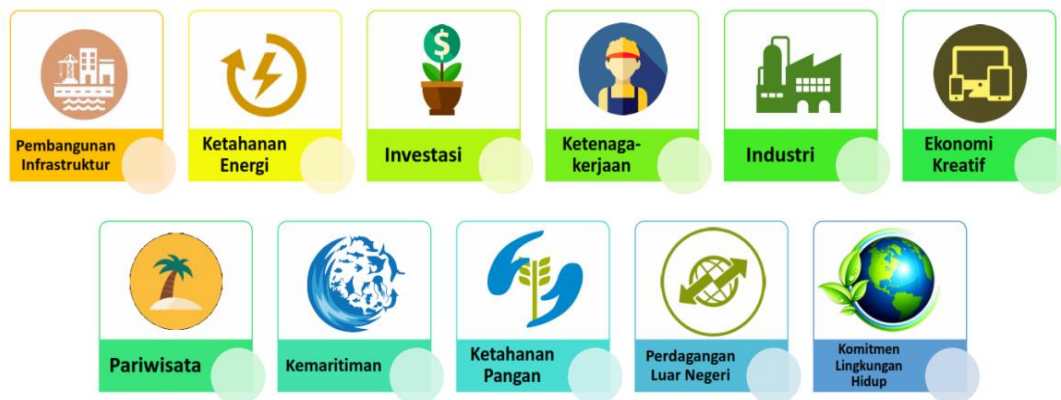 Pembangunan
Infrastruktur
Ketahanan
Energi
Investasi
Ketenaga-
kerjaan
Industri
Ekonomi
Kreatif
Pariwisata
Kemaritiman
Ketahanan
Pangan
Perdagangan
Luar Negeri
Komitmen
Lingkungan
Hidup